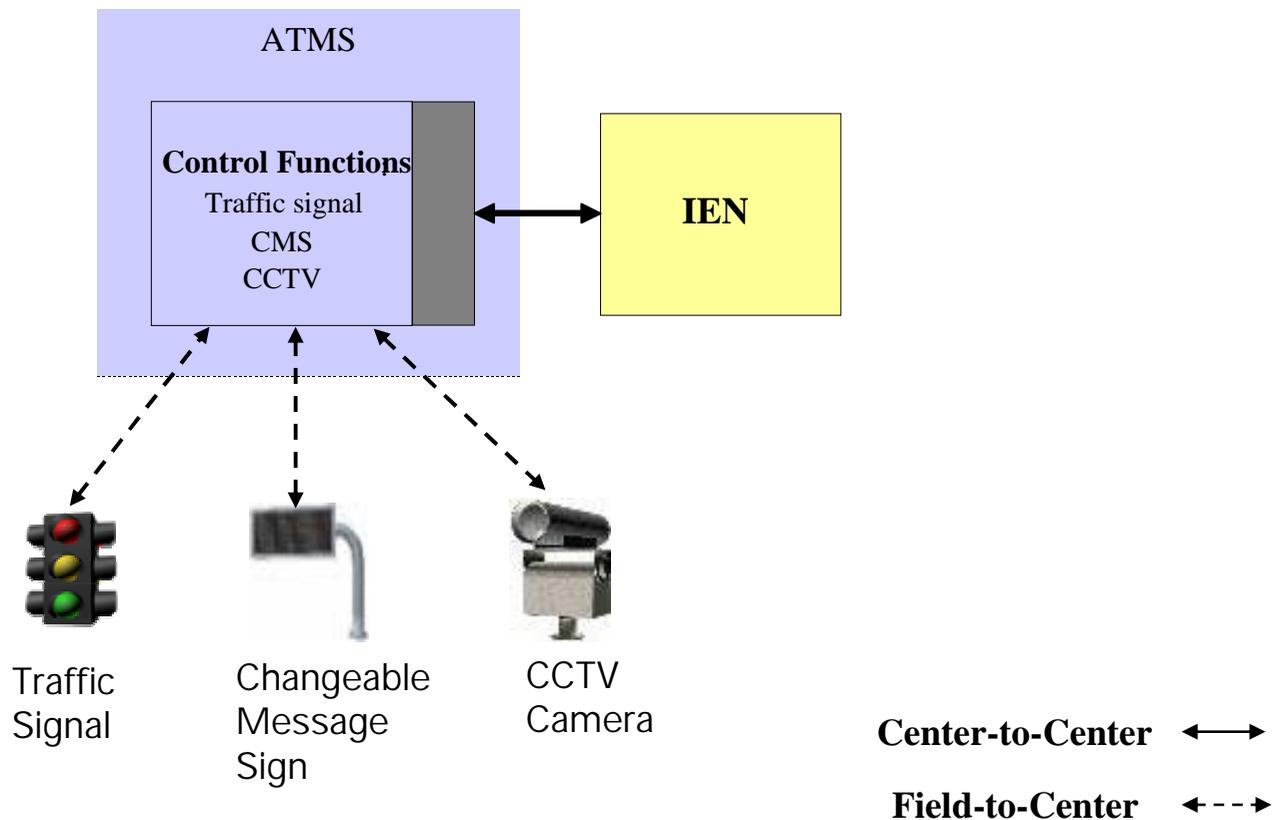 ATMS
Control Functions:
Traffic signal
CMS
CCTV
IEN
Traffic
Signal
Changeable
Message
Sign
CCTV
Camera
Center-to-Center
Field-to-Center